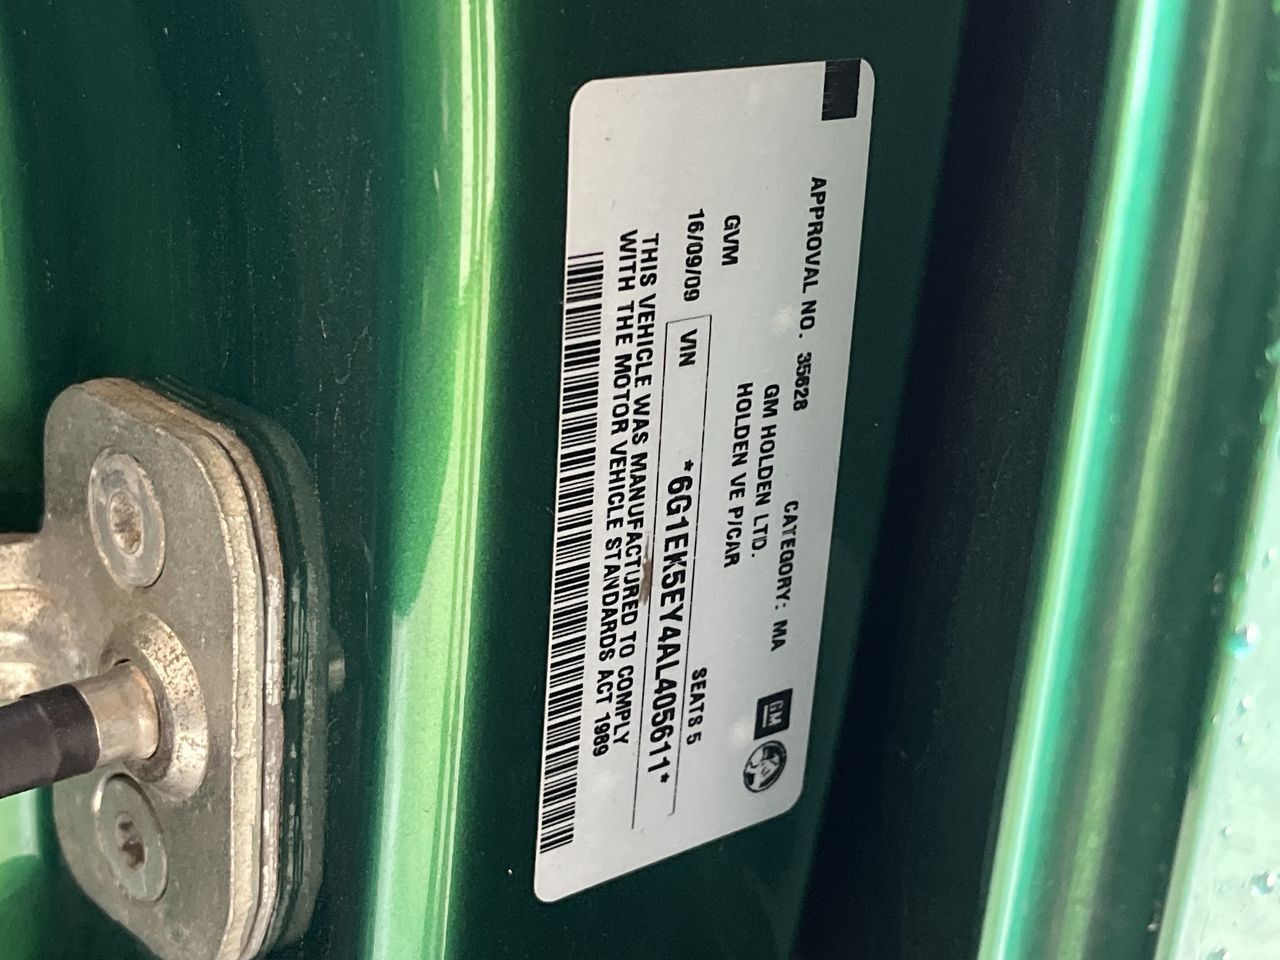 APPROVAL NO. 35628 CATEGORY: MA
GM HOLDEN LTD.
GM
HOLDEN VE P/CAR
GVM
SEATS 5
16/09/09 VIN *6G1EK5EY4AL405611*
THIS VEHICLE WAS MANUFACTURED TO COMPLY
WITH THE MOTOR VEHICLE STANDARDS ACT 1989